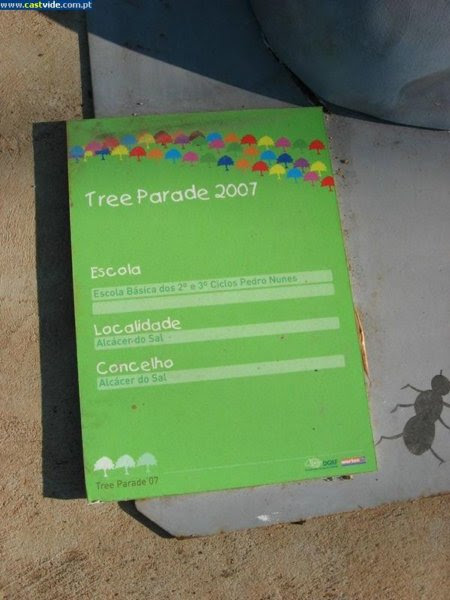 www.castvide.com.pt
Tree Parade 2007
Escola
Escola Básica dos 2º e 3º Ciclos Pedro Nunes
Localidade
Alcácer do Sal
Concelho
Alcácer do Sal
Tree Parade'07